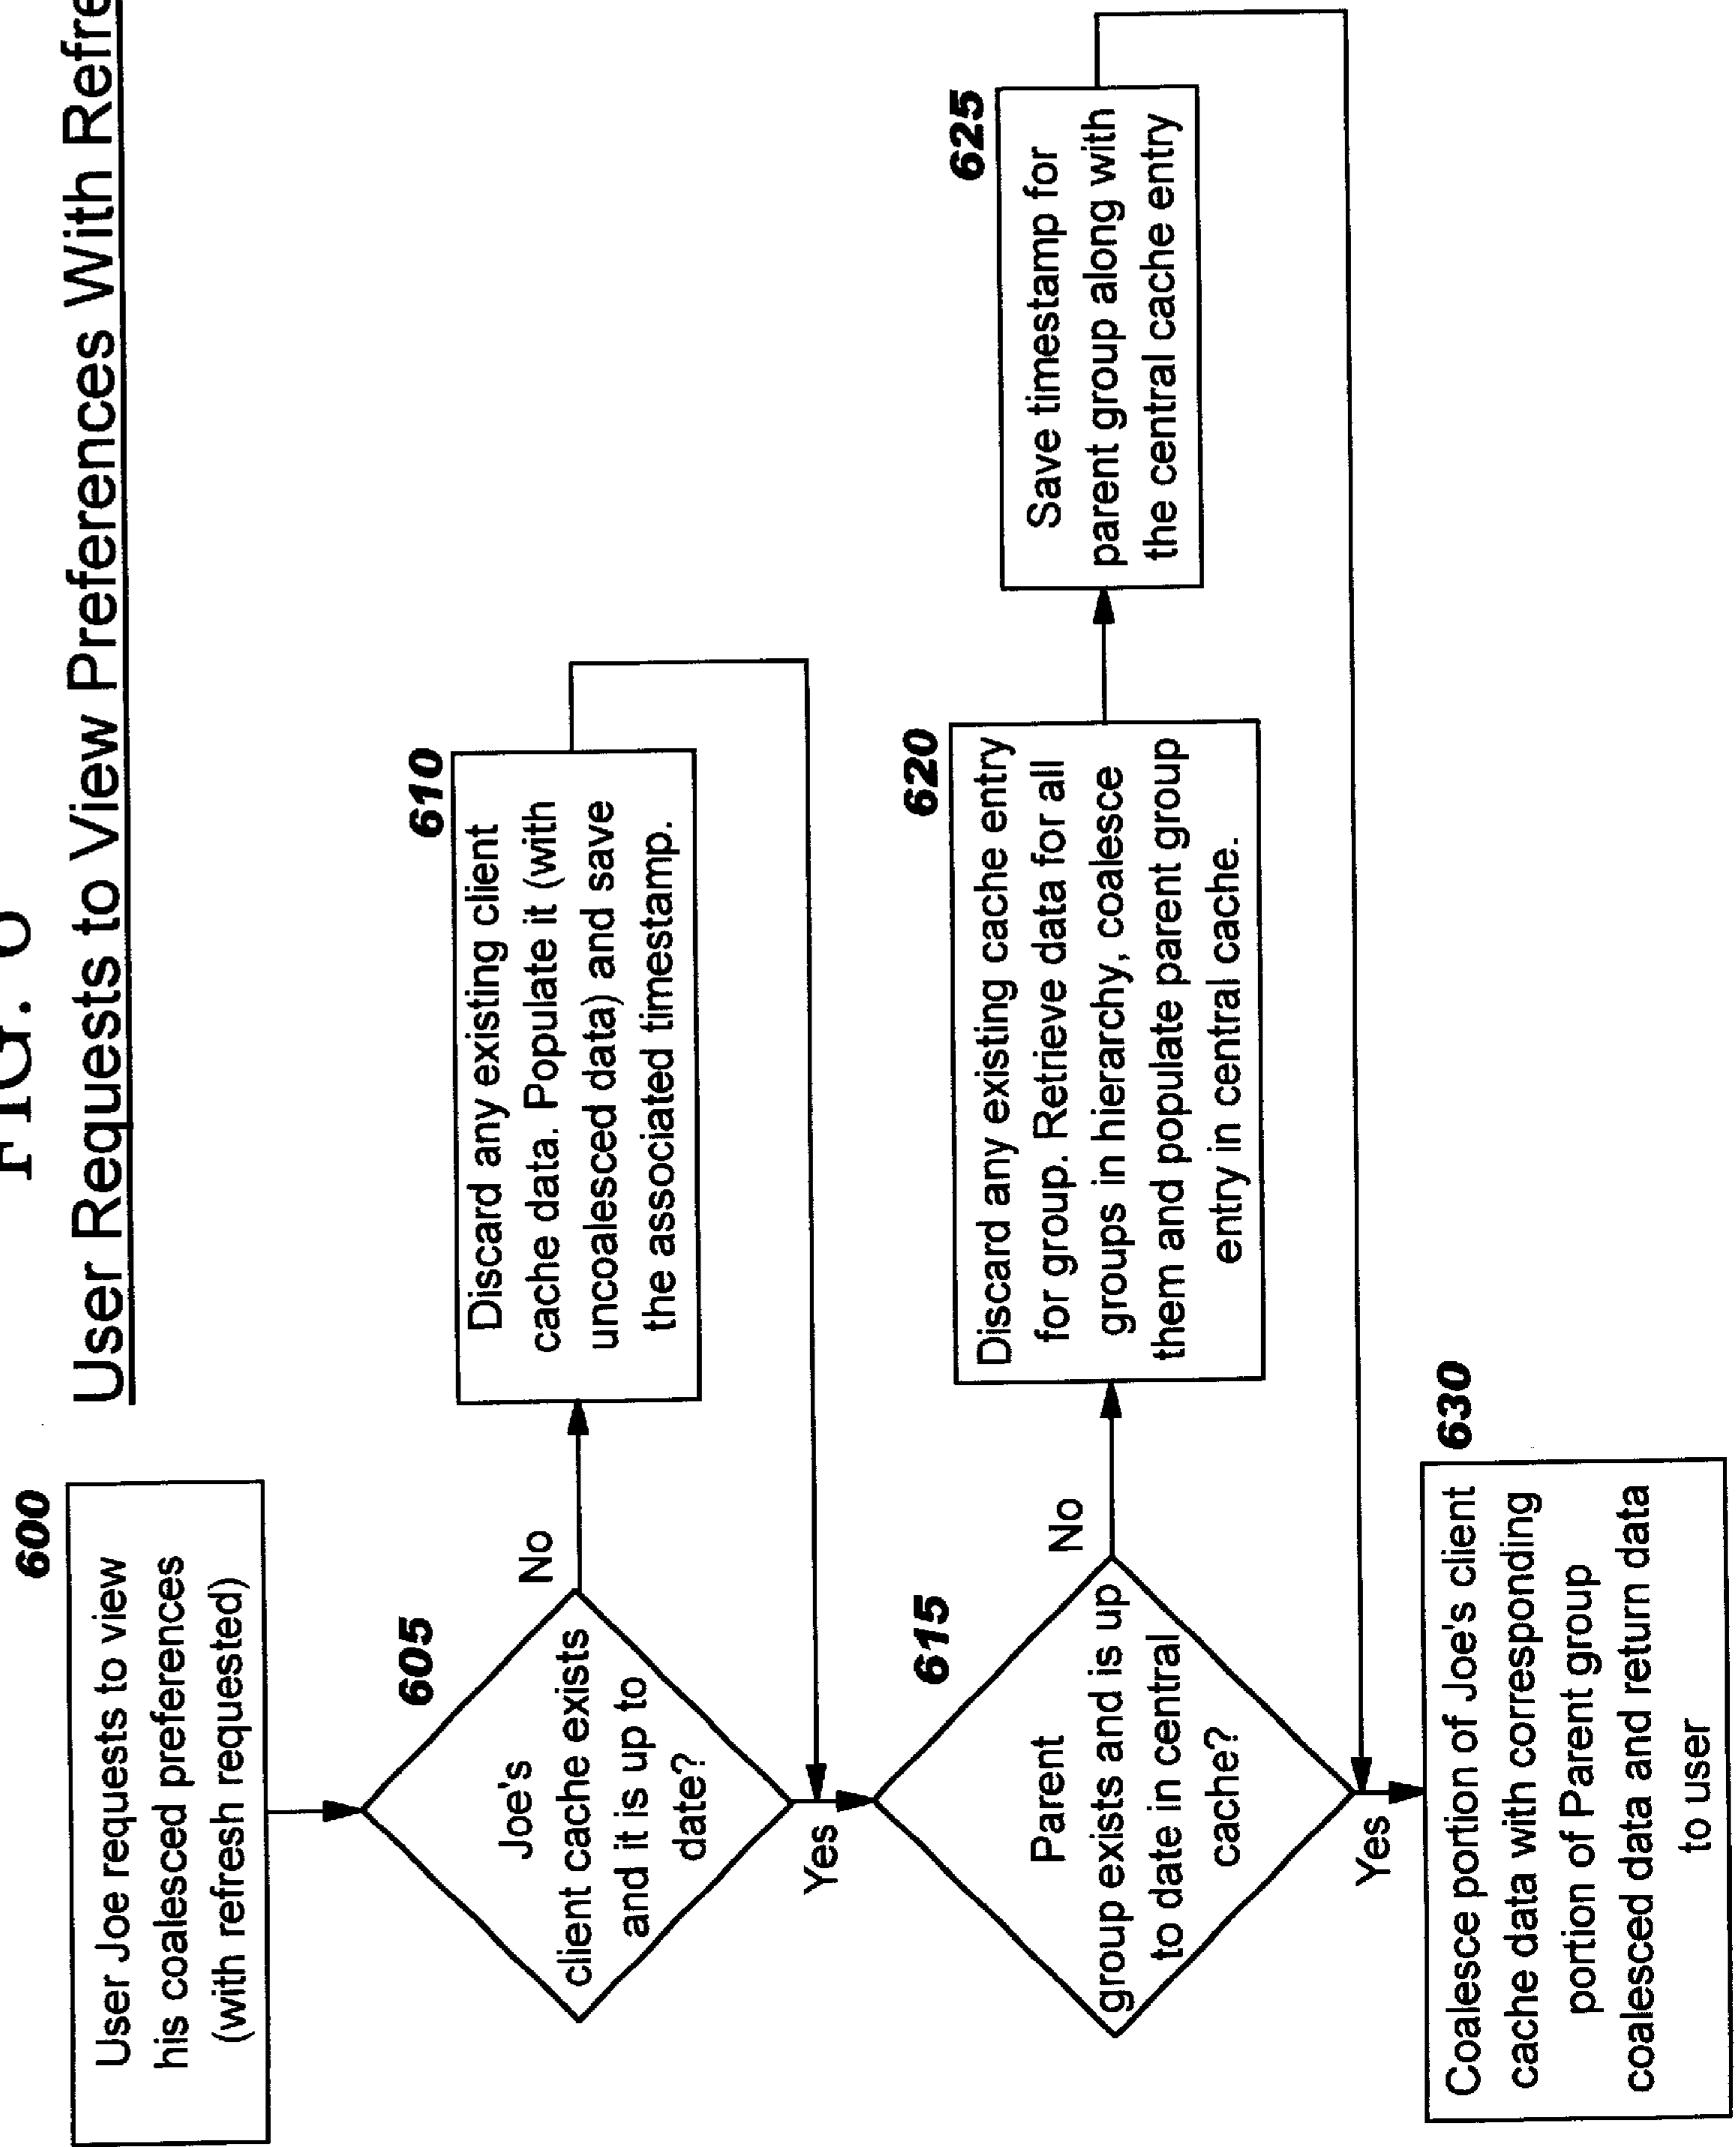 FIG. 6
User Requests to View Preferences With
600
User Joe requests to view
his coalesced preferences
(with refresh requested)
605
Joe's
client cache exists
and it is up to
date?
No
Yes
610
Discard any existing client
cache data. Populate it (with
uncoalesced data) and save
the associated timestamp.
615
Parent
group exists and is up
to date in central
cache?
No
Yes
620
Discard any existing cache entry
for group. Retrieve data for all
groups in hierarchy, coalesce
them and populate parent group
entry in central cache.
625
Save timestamp for
parent group along with
the central cache entry
630
Coalesce portion of Joe's client
cache data with corresponding
portion of Parent group
coalesced data and return data
to user